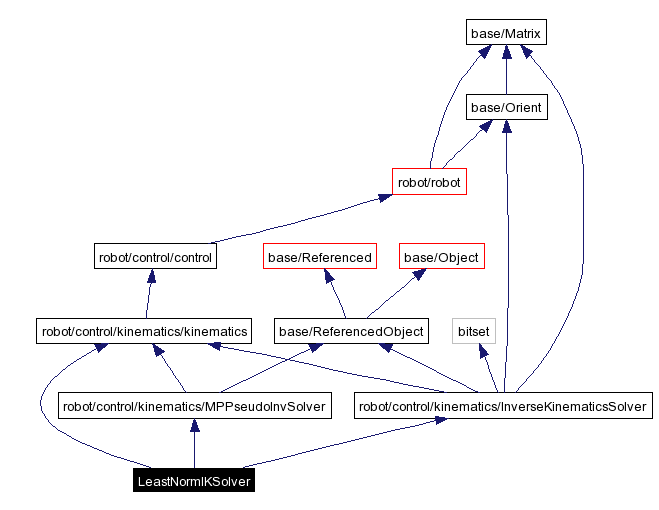 base/Matrix
base/Orient
robot/robot
robot/control/control
base/Referenced
base/Object
robot/control/kinematics/kinematics
base/ReferencedObject
bitset
robot/control/kinematics/MPPseudoInvSolver
robot/control/kinematics/InverseKinematicsSolver
LeastNormIKSolver